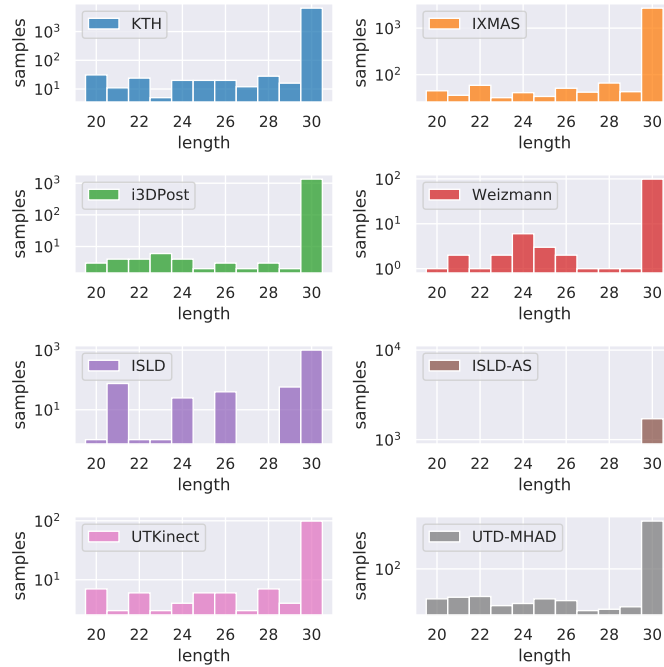 samples
10³
10¹
KTH
20 22 24 26 28 30
length
samples
10³
10²
IXMAS
20 22 24 26 28 30
length
samples
10³
10²
10¹
i3DPost
20 22 24 26 28 30
length
samples
10²
10¹
10⁰
Weizmann
20 22 24 26 28 30
length
samples
10³
10¹
ISLD
20 22 24 26 28 30
length
samples
10⁴
10³
ISLD-AS
20 22 24 26 28 30
length
samples
10²
10¹
UTKinect
20 22 24 26 28 30
length
samples
10²
UTD-MHAD
20 22 24 26 28 30
length